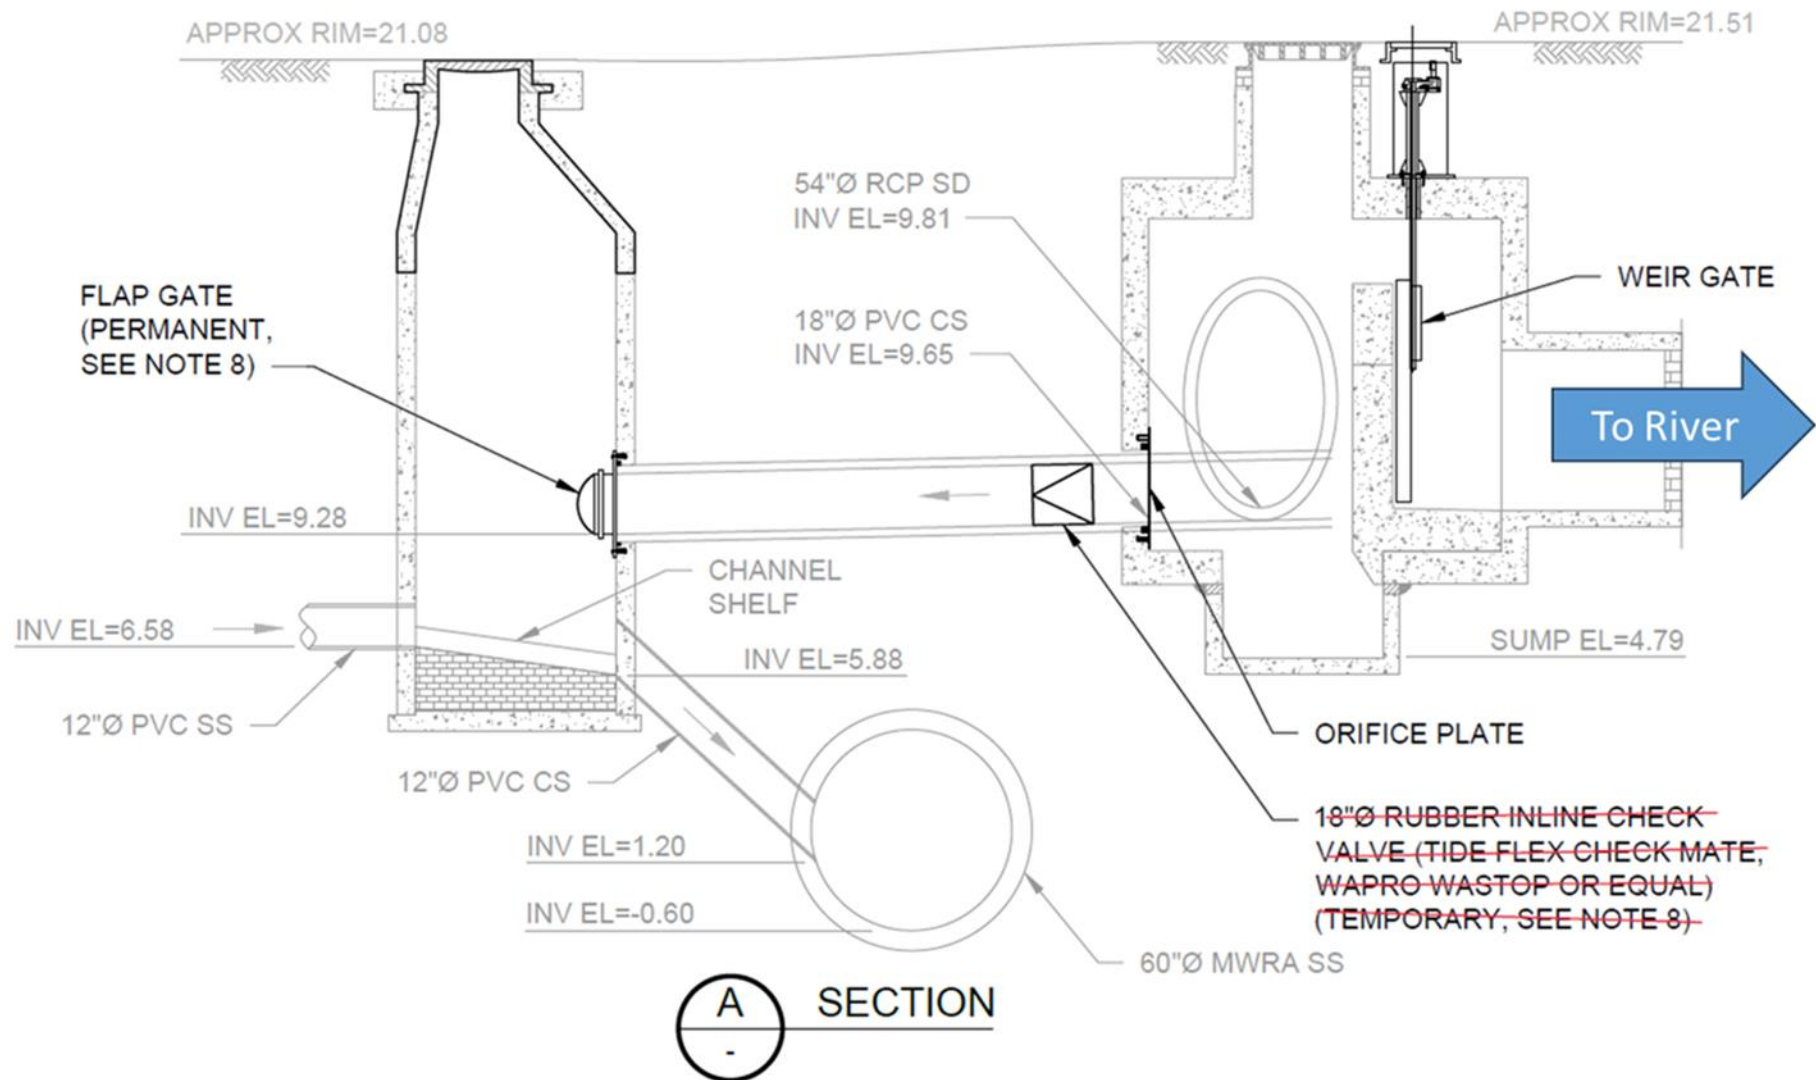 APPROX RIM=21.08
APPROX RIM=21.51
54"Ø RCP SD
INV EL=9.81
18"Ø PVC CS
INV EL=9.65
WEIR GATE
FLAP GATE
(PERMANENT,
SEE NOTE 8)
To River
INV EL=9.28
CHANNEL
SHELF
INV EL=6.58
INV EL=5.88
SUMP EL=4.79
12"Ø PVC SS
12"Ø PVC CS
ORIFICE PLATE
18"Ø RUBBER INLINE CHECK
VALVE (TIDE FLEX CHECK MATE,
WAPRO WASTOP OR EQUAL)
(TEMPORARY, SEE NOTE 8)
INV EL=1.20
INV EL=-0.60
60"Ø MWRA SS
A
-
SECTION